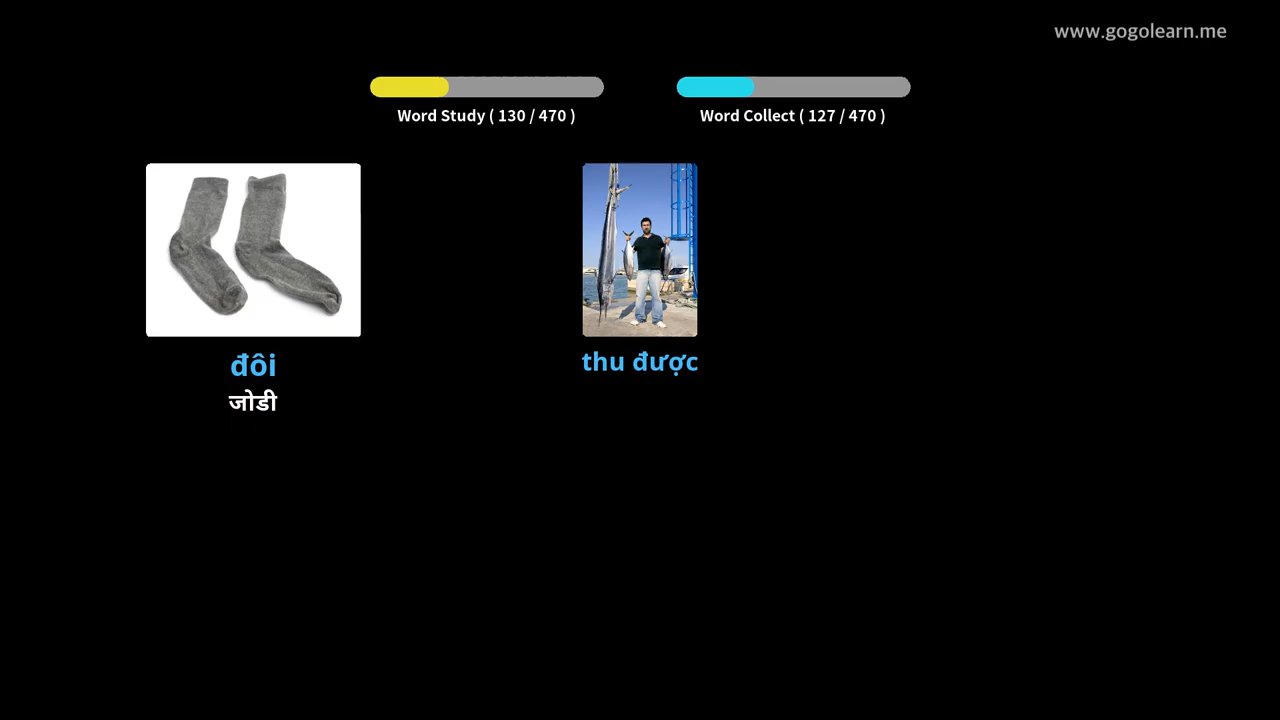 www.gogolearn.me
Word Study ( 130 / 470 )
Word Collect ( 127 / 470 )
đôi
जोडी
thu được